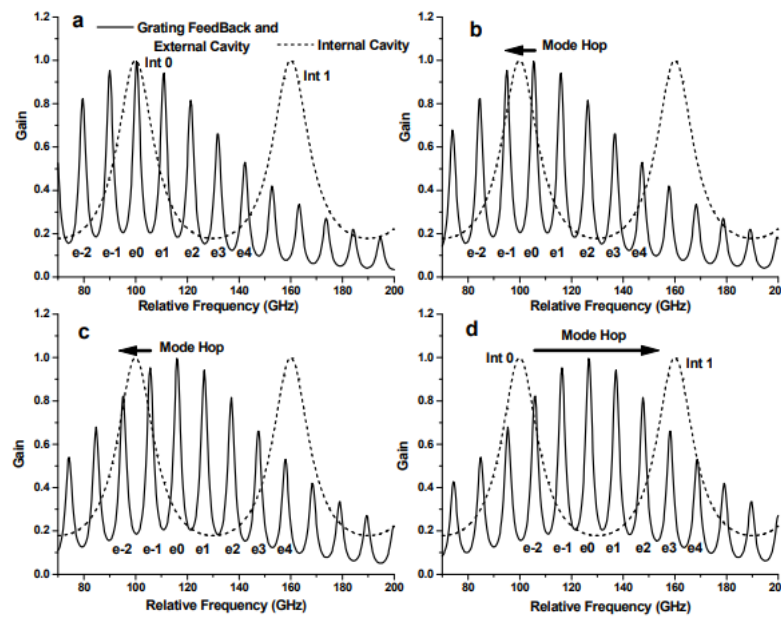 a
Grating FeedBack and
External Cavity
Internal Cavity
Int 0
Int 1
1.2
1.0
0.8
0.6
0.4
0.2
0.0
Gain
e-2 e-1 e0 e1 e2 e3 e4
80 100 120 140 160 180 200
Relative Frequency (GHz)
b
Mode Hop
1.2
1.0
0.8
0.6
0.4
0.2
0.0
Gain
e-2 e-1 e0 e1 e2 e3 e4
80 100 120 140 160 180 200
Relative Frequency (GHz)
c
Mode Hop
1.2
1.0
0.8
0.6
0.4
0.2
0.0
Gain
e-2 e-1 e0 e1 e2 e3 e4
80 100 120 140 160 180 200
Relative Frequency (GHz)
d
Mode Hop
Int 0
Int 1
1.2
1.0
0.8
0.6
0.4
0.2
0.0
Gain
e-2 e-1 e0 e1 e2 e3 e4
80 100 120 140 160 180 200
Relative Frequency (GHz)